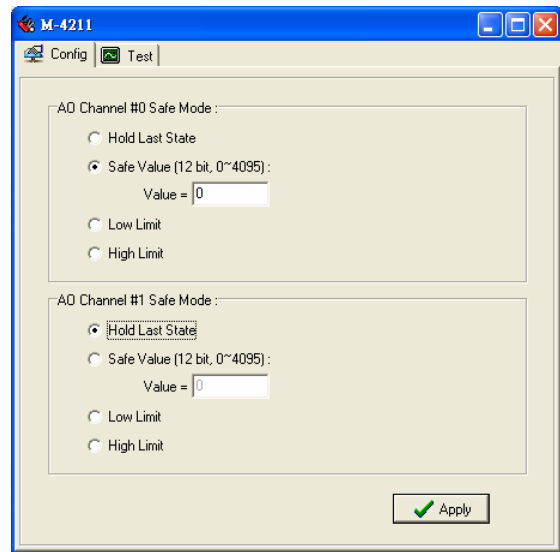 M-4211
Config Test
AO Channel #0 Safe Mode :
Hold Last State
Safe Value (12 bit, 0~4095) :
Value = 0
Low Limit
High Limit
AO Channel #1 Safe Mode :
Hold Last State
Safe Value (12 bit, 0~4095) :
Value = 0
Low Limit
High Limit
Apply